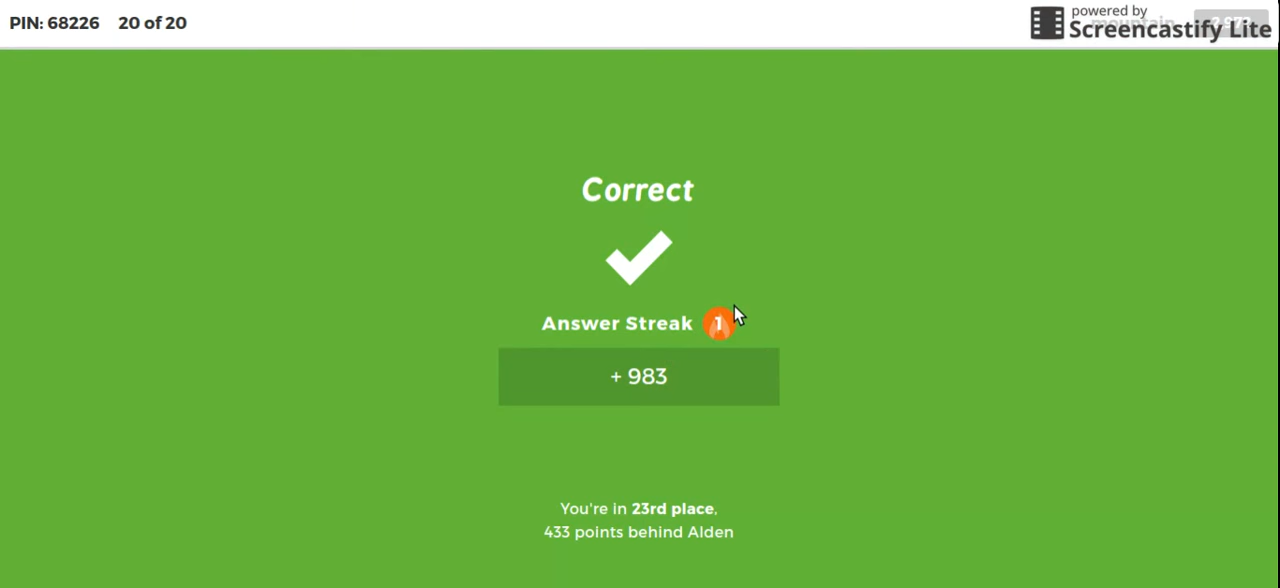 PIN: 68226 20 of 20
powered by
mountain
Screencastify Lite
Correct
Answer Streak 1
+ 983
You're in 23rd place,
433 points behind Alden